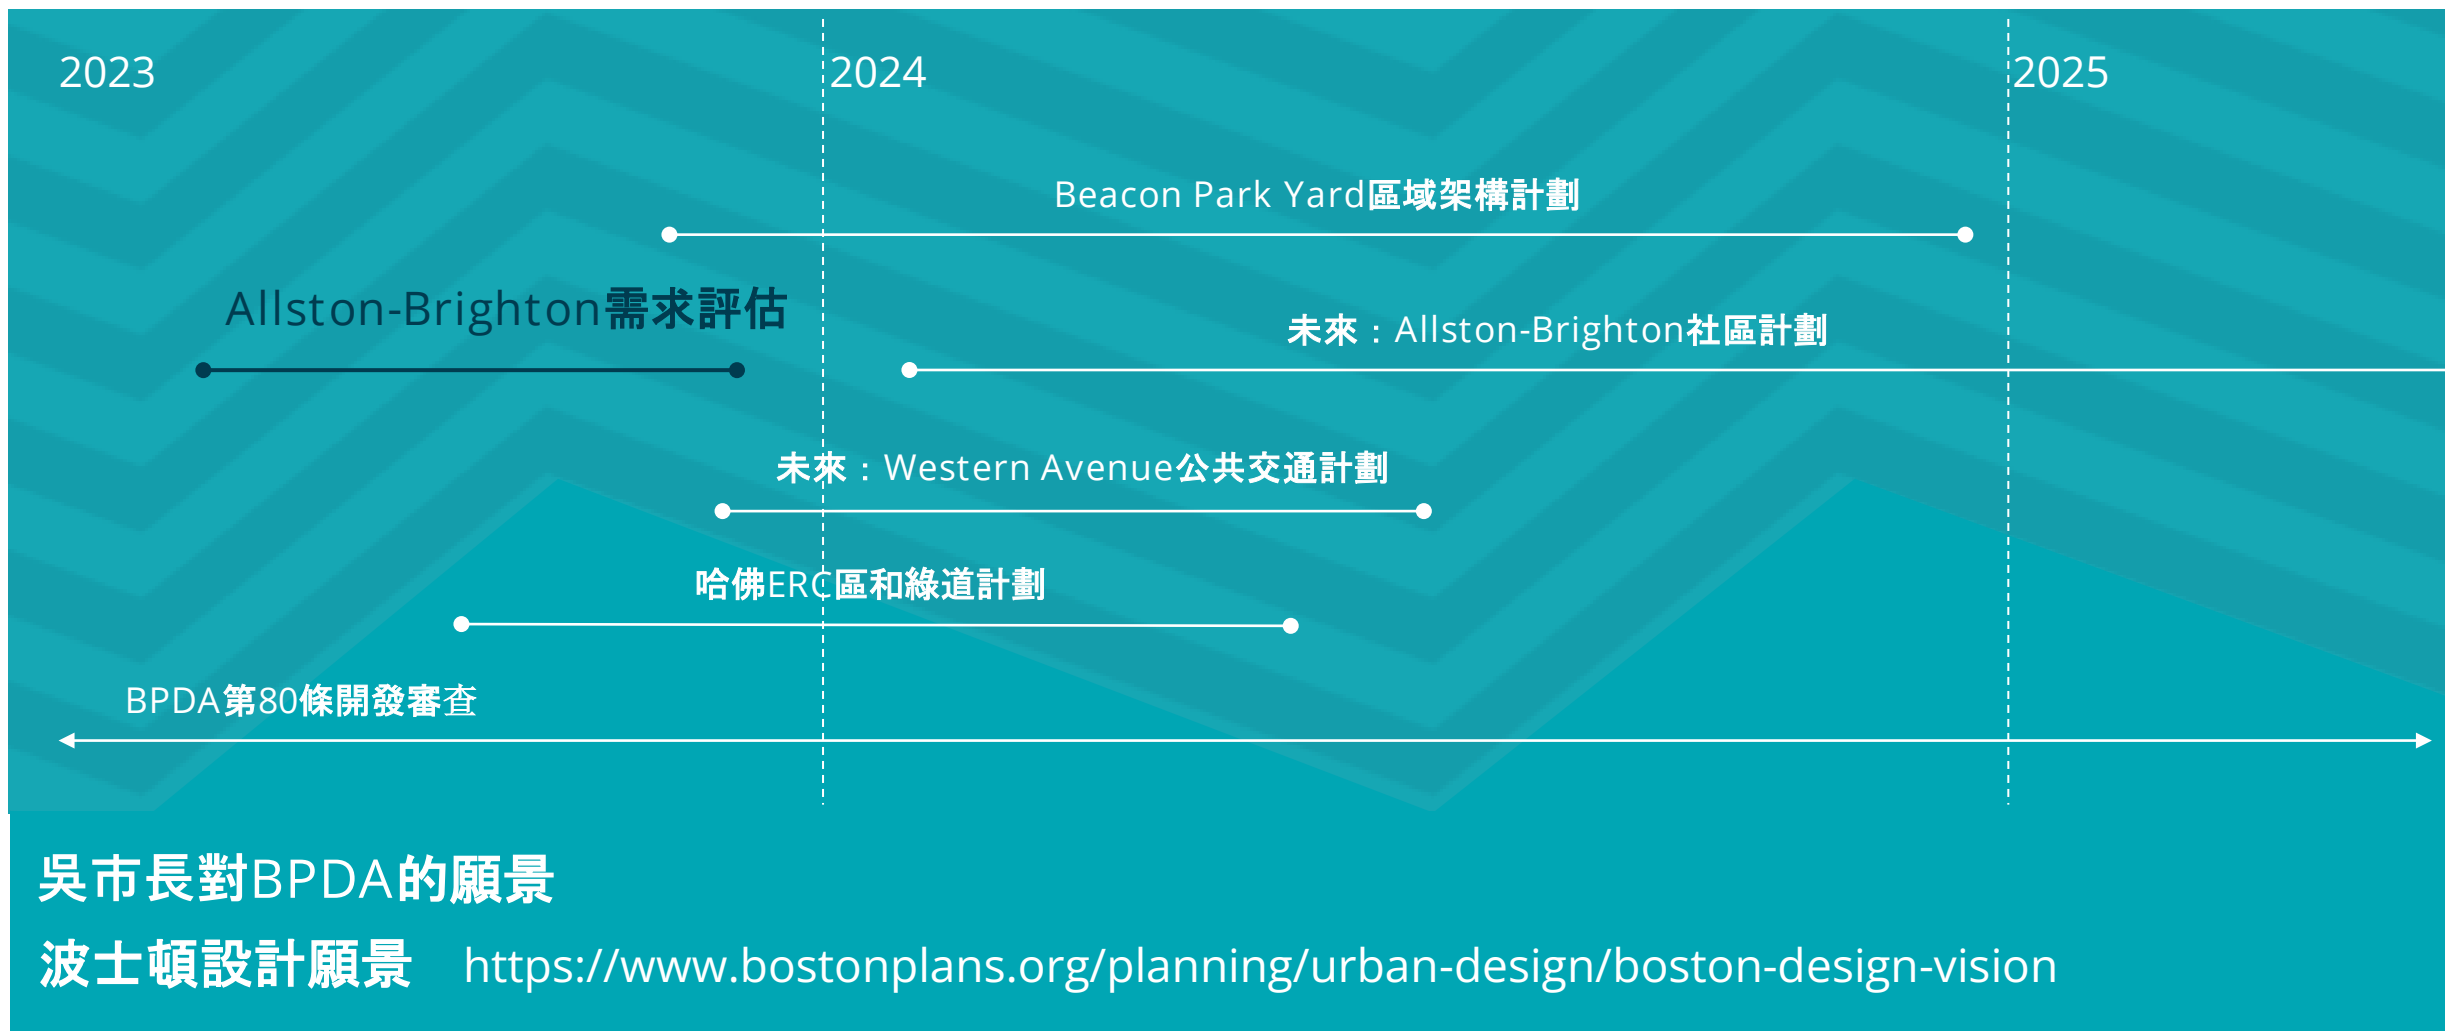 2023
2024
2025
Beacon Park Yard區域架構計劃
Allston-Brighton需求評估
未來：Allston-Brighton社區計劃
未來：Western Avenue公共交通計劃
哈佛ERC區和綠道計劃
BPDA第80條開發審查
吳市長對BPDA的願景
波士頓設計願景 https://www.bostonplans.org/planning/urban-design/boston-design-vision